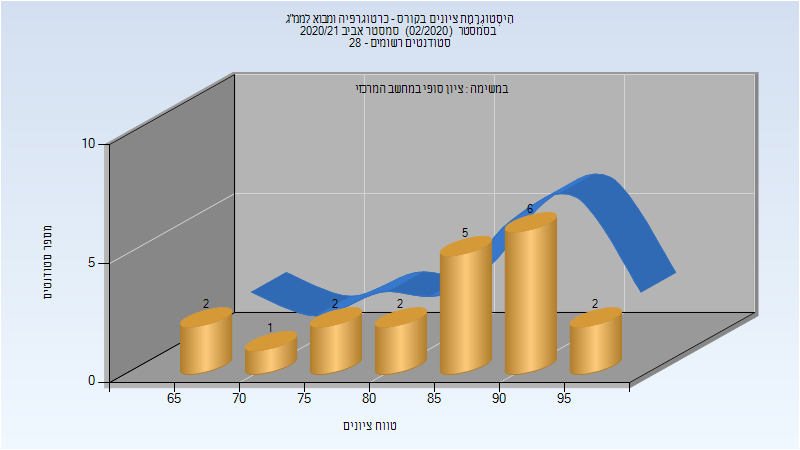 היסטוגרמת ציונים בקורס - כרטוגרפיה ומבוא לממ"ג
בסמסטר (02/2020) סמסטר אביב 2020/21
סטודנטים רשומים - 28
במשימה : ציון סופי במחשב המרכזי
מספר סטודנטים
10
5
0
2
1
2
2
5
6
2
65 70 75 80 85 90 95
טווח ציונים